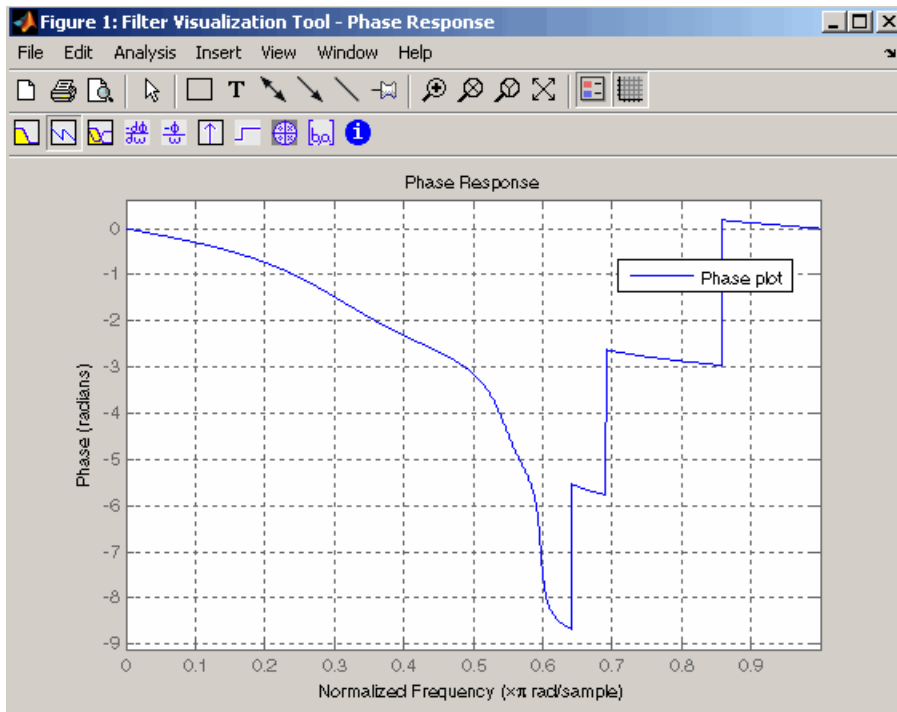 Figure 1: Filter Visualization Tool - Phase Response
File Edit Analysis Insert View Window Help
T
-dϕ/dω -ϕ/ω [b,a] i
Phase Response
Phase plot
Phase (radians)
0
-1
-2
-3
-4
-5
-6
-7
-8
-9
0 0.1 0.2 0.3 0.4 0.5 0.6 0.7 0.8 0.9
Normalized Frequency (×π rad/sample)